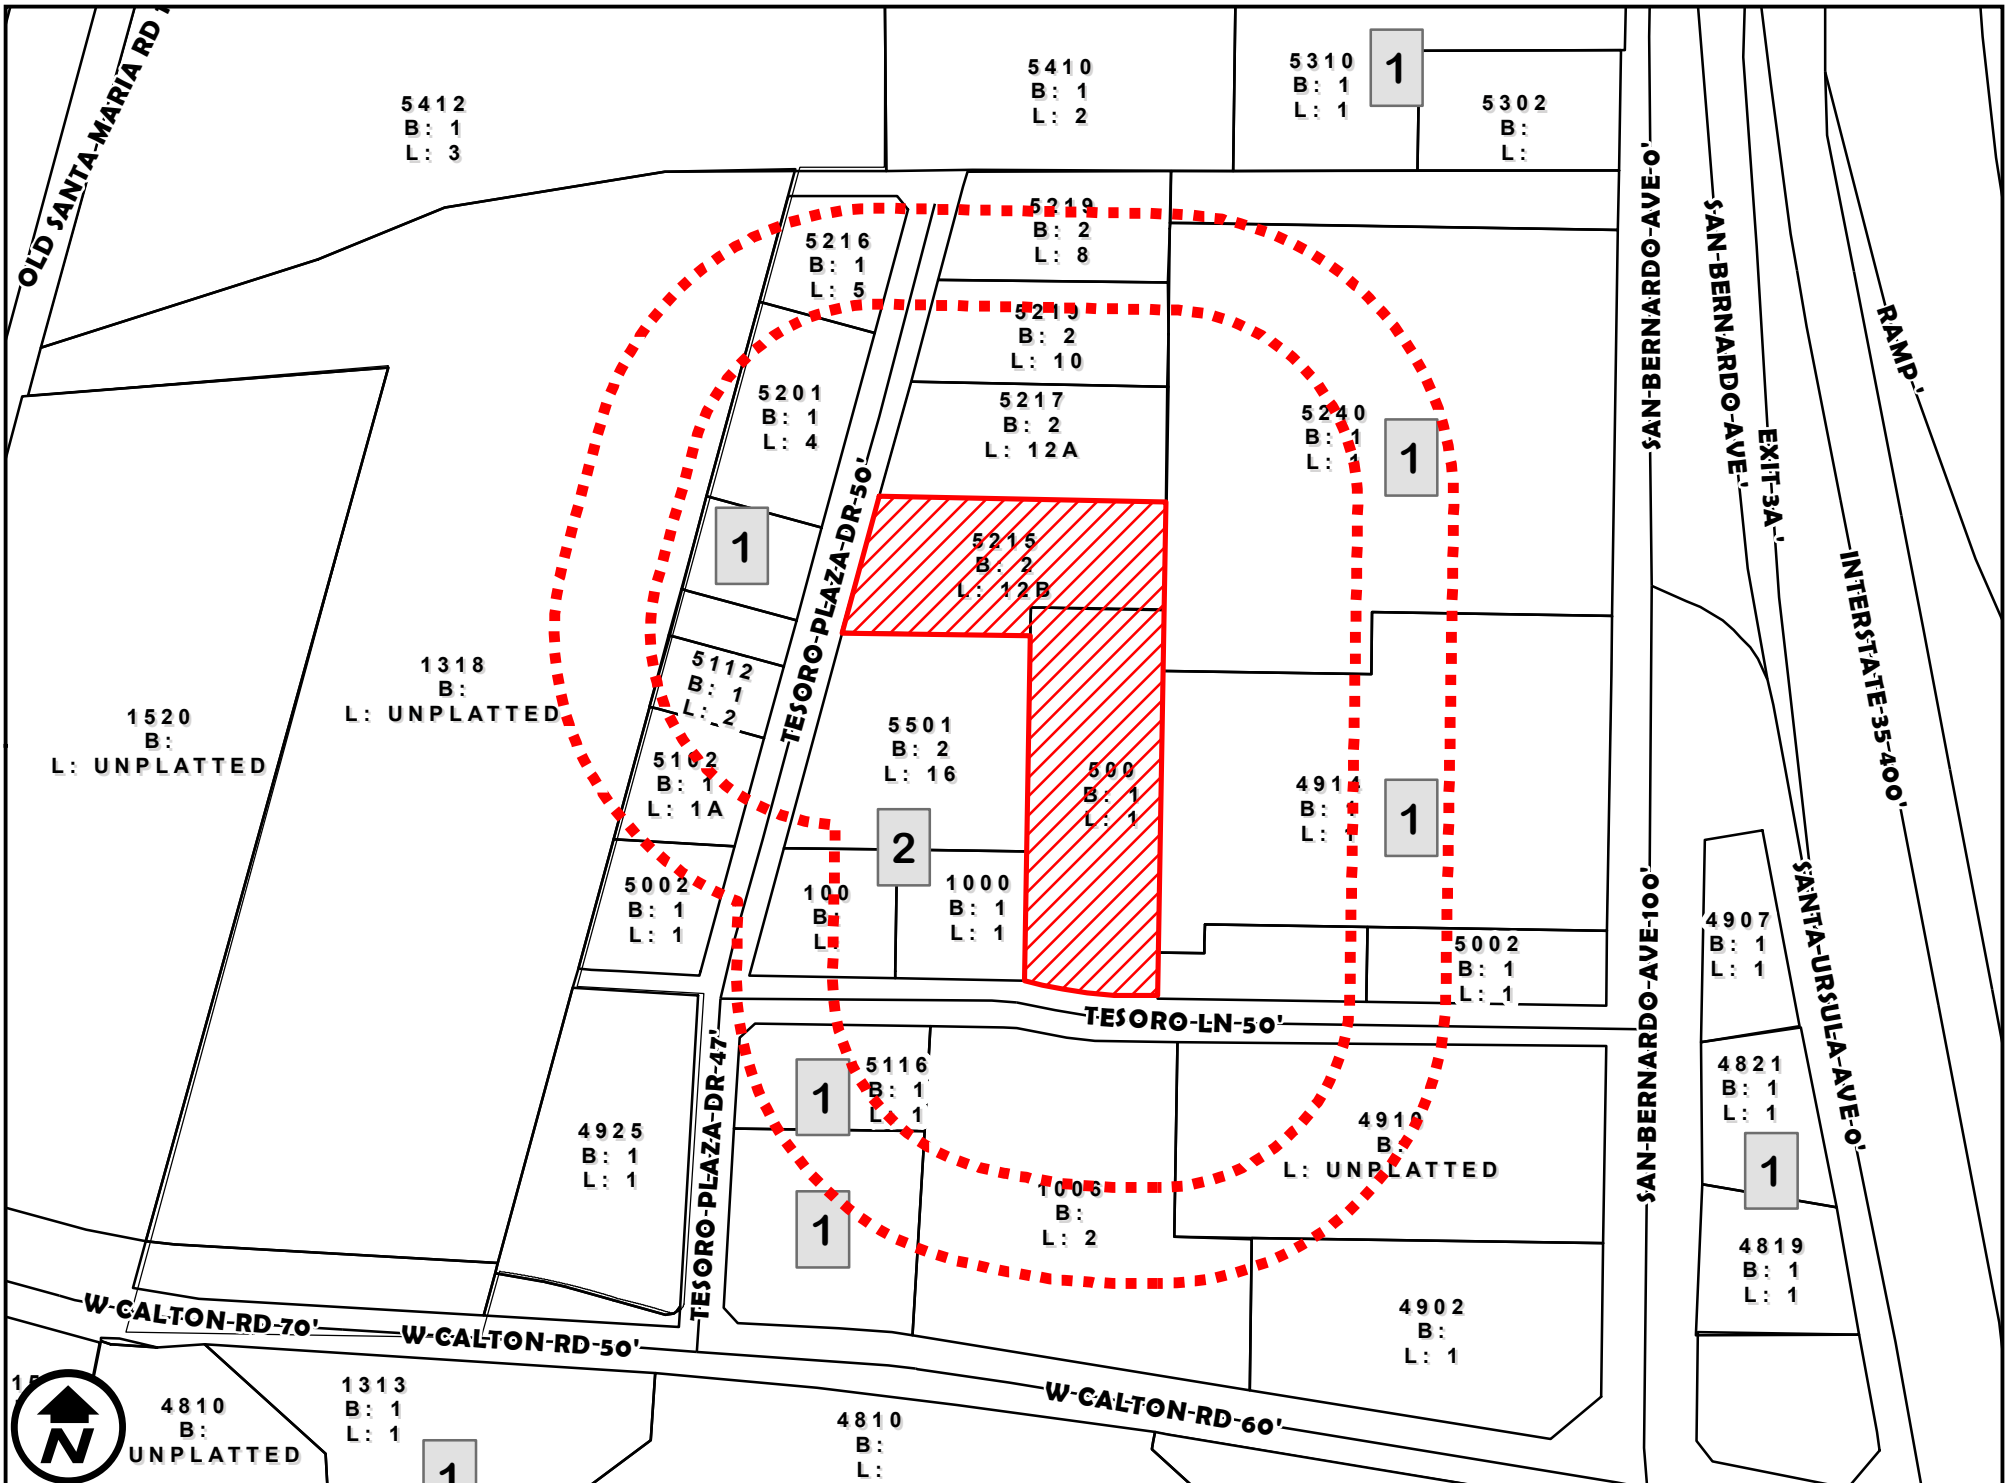 OLD SANTA-MARIA RD
5412
B: 1
L: 3
5410
B: 1
L: 2
5310
B: 1
L: 1
1
5302
B:
L:
5216
B: 1
L: 5
5219
B: 2
L: 8
5219
B: 2
L: 10
5201
B: 1
L: 4
5217
B: 2
L: 12A
5240
B: 1
L: 1
1
1
5215
B: 2
L: 12B
TESORO-PLAZA-DR-50'
SAN-BERNARDO-AVE-0'
SAN-BERNARDO-AVE-'
EXIT-3A-'
RAMP-'
INTERSTATE-35-400'
1520
B:
L: UNPLATTED
1318
B:
L: UNPLATTED
5112
B: 1
L: 2
5102
B: 1
L: 1A
5501
B: 2
L: 16
500
B: 1
L: 1
4914
B: 1
L: 1
1
2
5002
B: 1
L: 1
100
B:
L:
1000
B: 1
L: 1
5002
B: 1
L: 1
4907
B: 1
L: 1
SAN-BERNARDO-AVE-100'
SANTA-URSULA-AVE-0'
TESORO-LN-50'
TESORO-PLAZA-DR-47'
1
5116
B: 1
L: 1
4821
B: 1
L: 1
1
4925
B: 1
L: 1
4910
B:
L: UNPLATTED
1
1006
B:
L: 2
4819
B: 1
L: 1
4902
B:
L: 1
W-CALTON-RD-70'
W-CALTON-RD-50'
W-CALTON-RD-60'
N
4810
B:
UNPLATTED
1313
B: 1
L: 1
1
4810
B:
L: